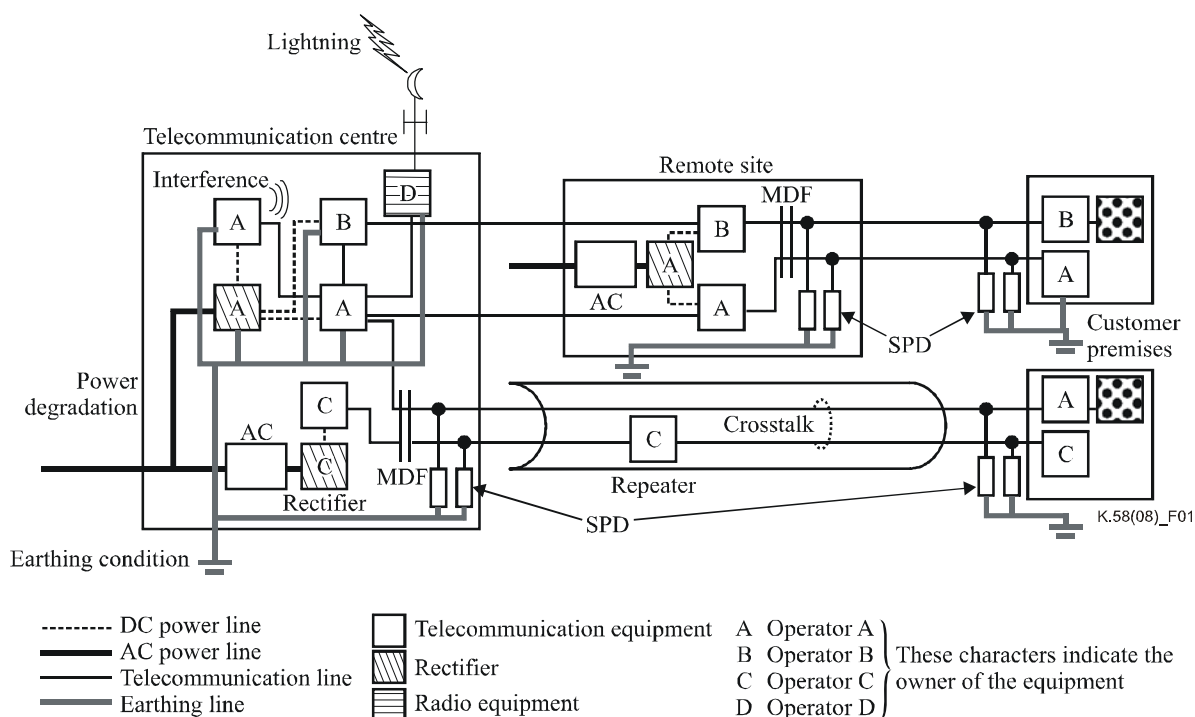 Lightning
Telecommunication centre
Interference
D
A
B
A
A
Remote site
MDF
B
A
AC
A
SPD
B
A
Customer
premises
Power
degradation
C
AC
C
Rectifier
MDF
C
Crosstalk
Repeater
SPD
A
C
K.58(08)_F01
Earthing condition
DC power line
AC power line
Telecommunication line
Earthing line
Telecommunication equipment
Rectifier
Radio equipment
A Operator A
B Operator B
C Operator C
D Operator D
These characters indicate the
owner of the equipment